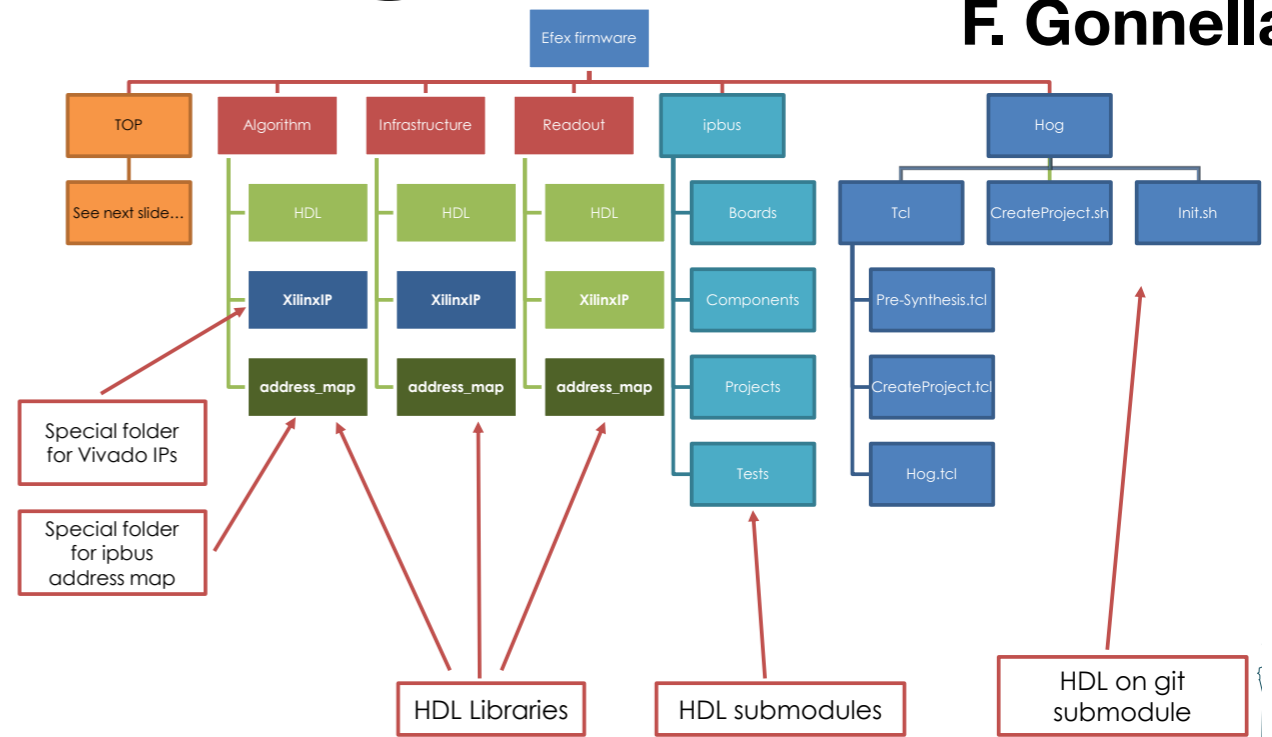 F. Gonnella
Efex firmware
TOP
Algorithm
Infrastructure
Readout
ipbus
Hog
See next slide...
HDL
HDL
HDL
Boards
Tcl
CreateProject.sh
Init.sh
XilinxIP
XilinxIP
XilinxIP
Components
Pre-Synthesis.tcl
address_map
address_map
address_map
Projects
CreateProject.tcl
Tests
Hog.tcl
Special folder
for Vivado IPs
Special folder
for ipbus
address map
HDL Libraries
HDL submodules
HDL on git
submodule